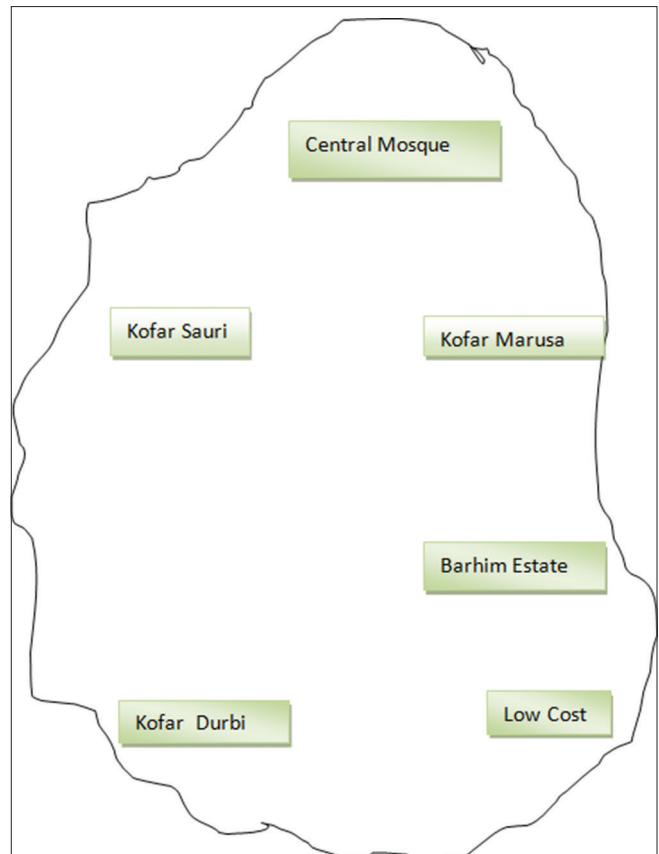 Central Mosque
Kofar Sauri
Kofar Marusa
Barhim Estate
Kofar Durbi
Low Cost